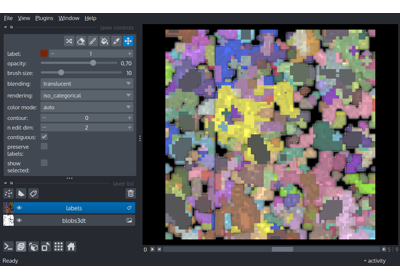 File View Plugins Window Help
layer controls
label: 1
opacity: 0,70
brush size: 10
blending: translucent
rendering: iso_categorical
color mode: auto
contour: 0
n edit dim: 2
contiguous:
preserve
labels:
show
selected:
layer list
labels
blobs3dt
0
Ready
activity